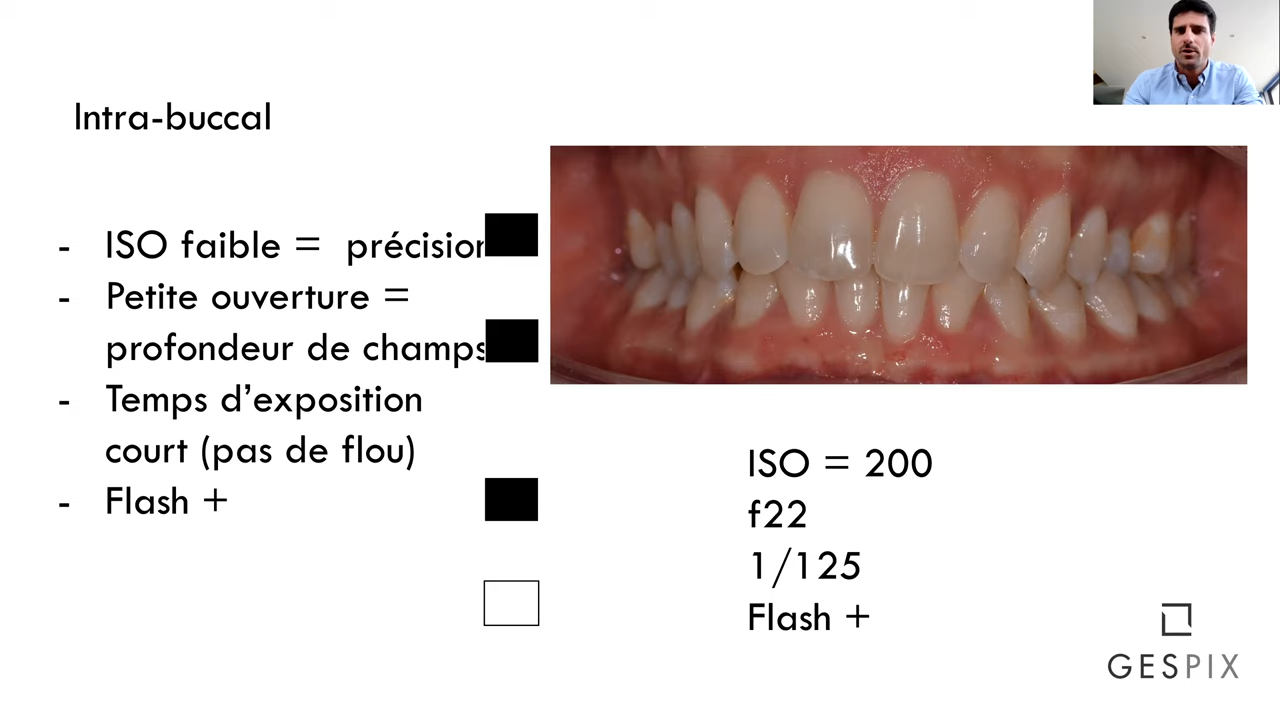 Intra-buccal
- ISO faible = précision
- Petite ouverture =
profondeur de champs
- Temps d’exposition
court (pas de flou)
- Flash +
ISO = 200
f22
1/125
Flash +
GESPIX